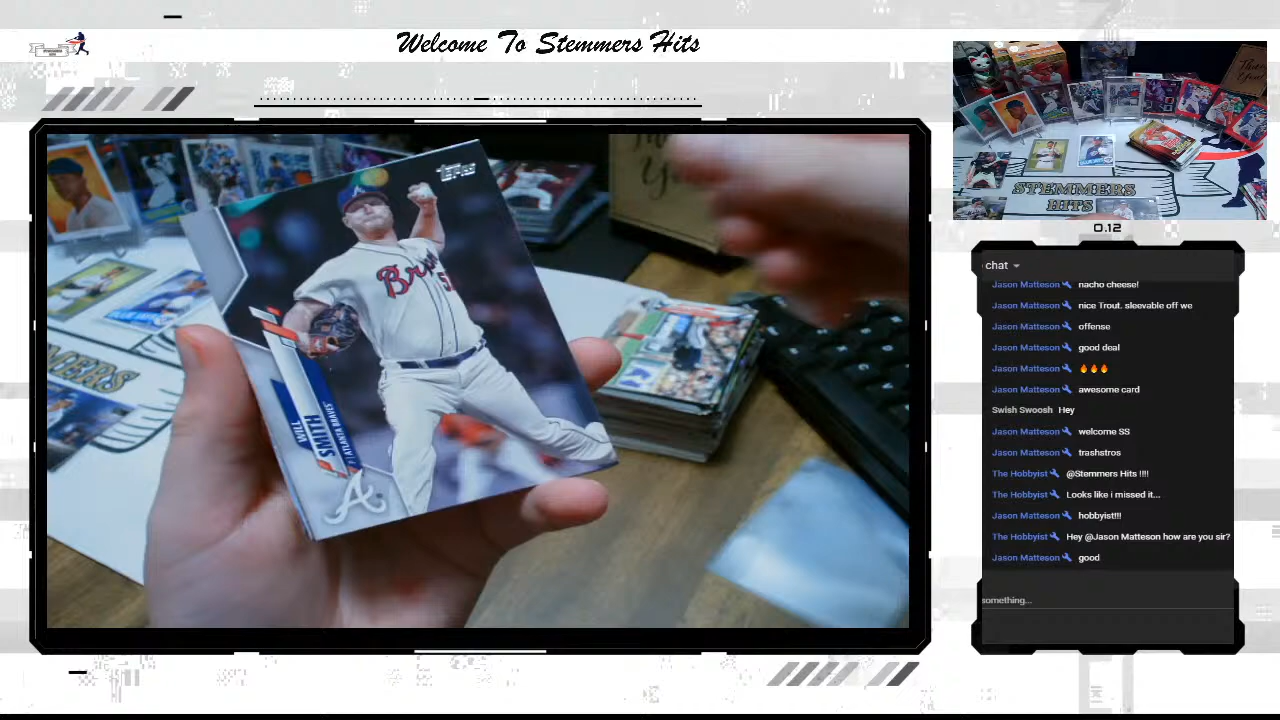 Welcome To Stemmers Hits
Topps
Braves
WILL
SMITH
ATLANTA BRAVES
A
STEMMERS
HITS
0.12
chat
Jason Matteson nacho cheese!
Jason Matteson nice Trout. sleevable off we
Jason Matteson offense
Jason Matteson good deal
Jason Matteson 🔥🔥🔥
Jason Matteson awesome card
Swish Swoosh Hey
Jason Matteson welcome SS
Jason Matteson trashstros
The Hobbyist @Stemmers Hits !!!!
The Hobbyist Looks like i missed it...
Jason Matteson hobbyist!!!
The Hobbyist Hey @Jason Matteson how are you sir?
Jason Matteson good
something...